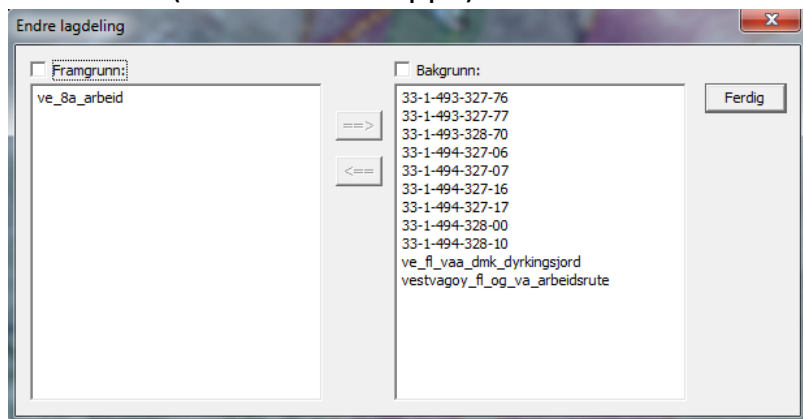 Endre lagdeling
Framgrunn:
ve_8a_arbeid
==>
<==
Bakgrunn:
33-1-493-327-76
33-1-493-327-77
33-1-493-328-70
33-1-494-327-06
33-1-494-327-07
33-1-494-327-16
33-1-494-327-17
33-1-494-328-00
33-1-494-328-10
ve_fl_vaa_dmk_dyrkingsjord
vestvagoy_fl_og_va_arbeidsrute
Ferdig